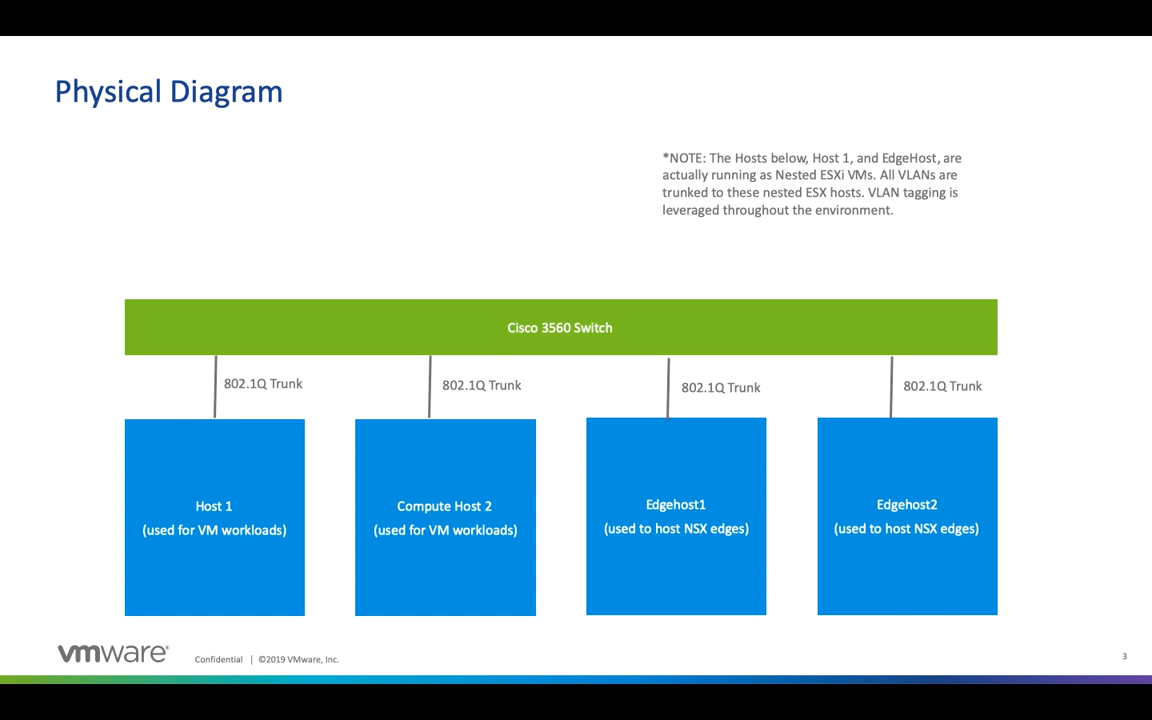 Physical Diagram
*NOTE: The Hosts below, Host 1, and EdgeHost, are
actually running as Nested ESXi VMs. All VLANs are
trunked to these nested ESX hosts. VLAN tagging is
leveraged throughout the environment.
Cisco 3560 Switch
802.1Q Trunk
802.1Q Trunk
802.1Q Trunk
802.1Q Trunk
Host 1
(used for VM workloads)
Compute Host 2
(used for VM workloads)
Edgehost1
(used to host NSX edges)
Edgehost2
(used to host NSX edges)
vmware®
Confidential | ©2019 VMware, Inc.
3